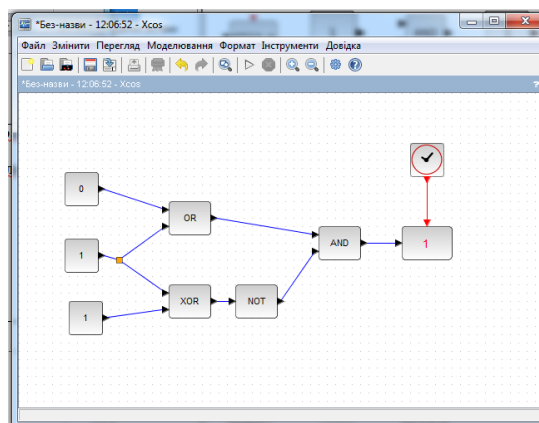 *Без-назви - 12:06:52 - Xcos
Файл Змінити Перегляд Моделювання Формат Інструменти Довідка
*Без-назви - 12:06:52 - Xcos ?
0
OR
1
AND
1
XOR
NOT
1